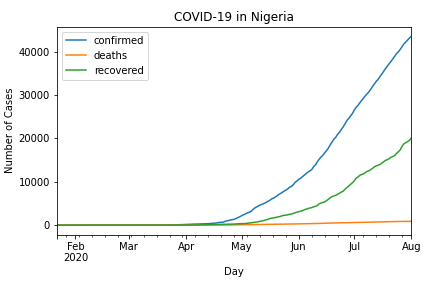 COVID-19 in Nigeria
confirmed
deaths
recovered
Number of Cases
40000
30000
20000
10000
0
Feb
2020
Mar
Apr
May
Jun
Jul
Aug
Day